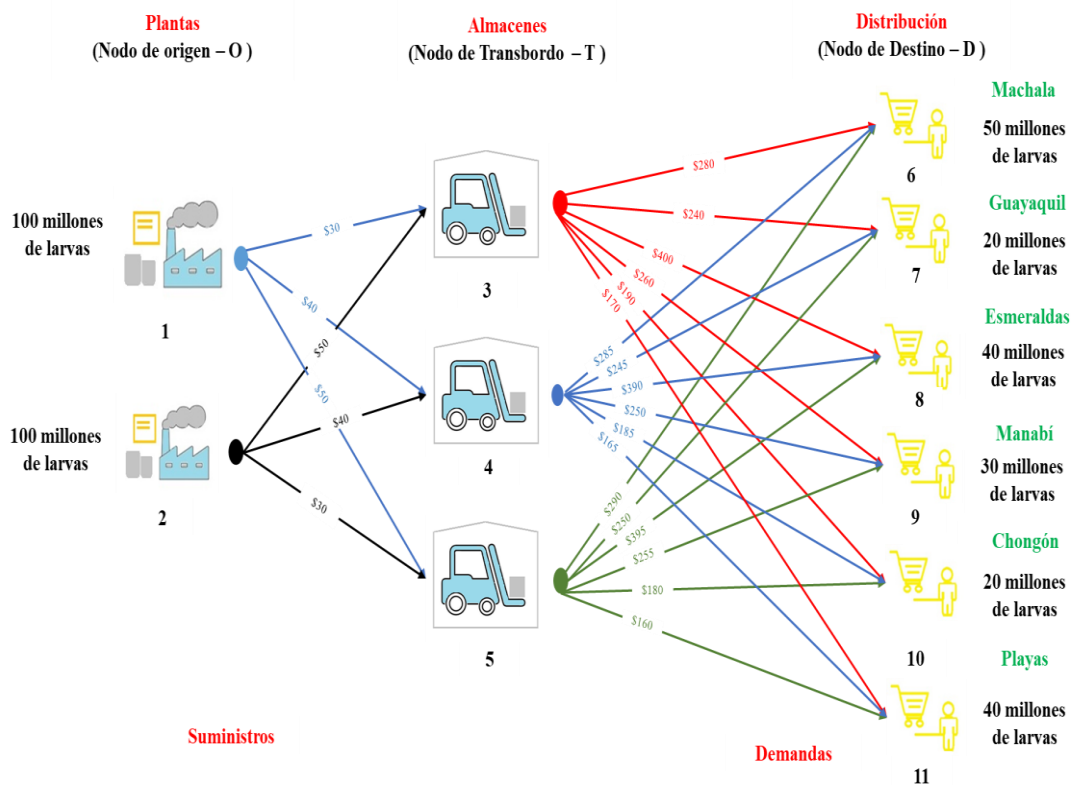 Plantas
(Nodo de origen – O)
Almacenes
(Nodo de Transbordo – T)
Distribución
(Nodo de Destino – D)
100 millones
de larvas
1
100 millones
de larvas
2
$30
$40
$50
$50
$40
$30
3
4
5
$280
$240
$400
$260
$190
$170
$285
$245
$390
$250
$185
$165
$290
$250
$395
$255
$180
$160
Machala
50 millones
de larvas
6
Guayaquil
20 millones
de larvas
7
Esmeraldas
40 millones
de larvas
8
Manabí
30 millones
de larvas
9
Chongón
20 millones
de larvas
10
Playas
40 millones
de larvas
11
Suministros
Demandas